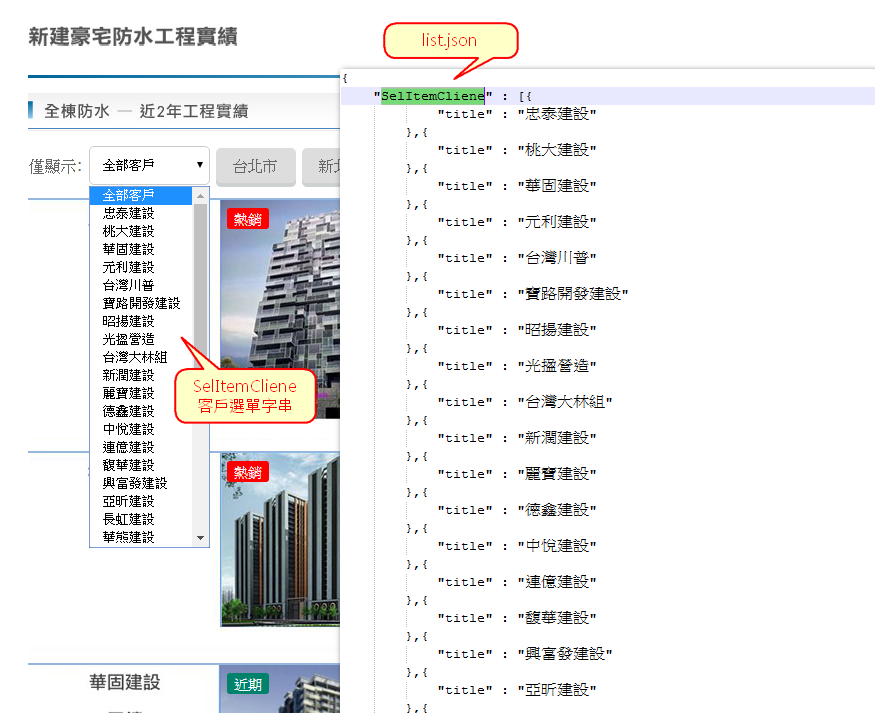 新建豪宅防水工程實績
list.json
全棟防水 — 近2年工程實績
僅顯示:
全部客戶
台北市
新
全部客戶
忠泰建設
桃大建設
華固建設
元利建設
台灣川普
寶路開發建設
昭揚建設
光搵營造
台灣大林組
新潤建設
麗寶建設
德鑫建設
中悅建設
連億建設
馥華建設
興富發建設
亞昕建設
長虹建設
華熊建設
熱銷
SelItemCliene
客戶選單字串
熱銷
華固建設
近期
{
"SelItemCliene" : [{
"title" : "忠泰建設"
},{
"title" : "桃大建設"
},{
"title" : "華固建設"
},{
"title" : "元利建設"
},{
"title" : "台灣川普"
},{
"title" : "寶路開發建設"
},{
"title" : "昭揚建設"
},{
"title" : "光搵營造"
},{
"title" : "台灣大林組"
},{
"title" : "新潤建設"
},{
"title" : "麗寶建設"
},{
"title" : "德鑫建設"
},{
"title" : "中悅建設"
},{
"title" : "連億建設"
},{
"title" : "馥華建設"
},{
"title" : "興富發建設"
},{
"title" : "亞昕建設"
},{